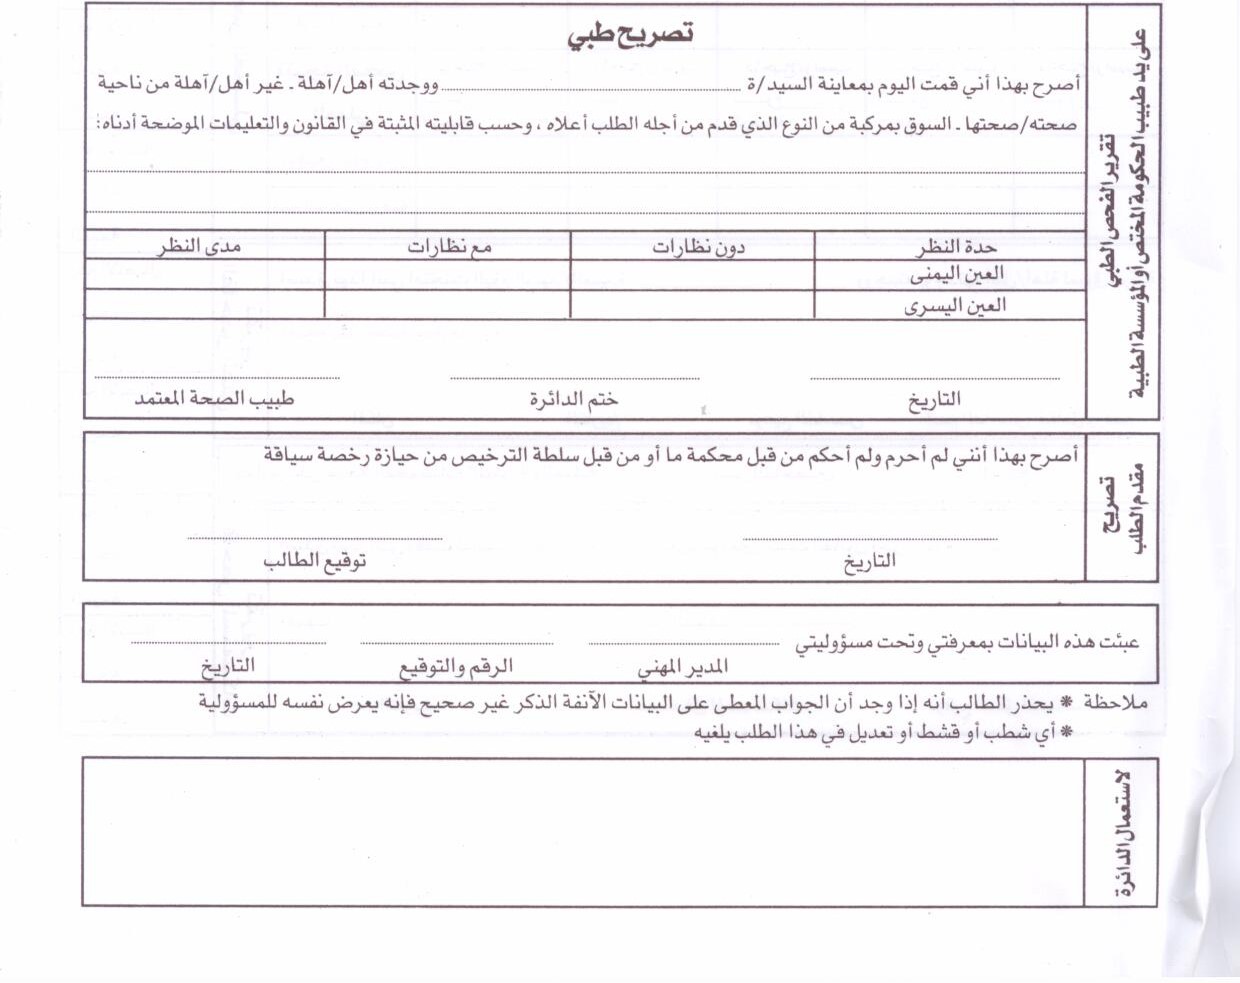 تصريح طبي
أصرح بهذا أني قمت اليوم بمعاينة السيد/ة ووجدته أهل/آهلة ـ غير أهل/آهلة من ناحية
صحته/صحتها ـ السوق بمركبة من النوع الذي قدم من أجله الطلب أعلاه ، وحسب قابليته المثبتة في القانون والتعليمات الموضحة أدناه:
على يد طبيب الحكومة المختص أو المؤسسة الطبية
تقرير الفحص الطبي
حدة النظر دون نظارات مع نظارات مدى النظر
العين اليمنى
العين اليسرى
التاريخ ختم الدائرة طبيب الصحة المعتمد
أصرح بهذا أنني لم أحرم ولم أحكم من قبل محكمة ما أو من قبل سلطة الترخيص من حيازة رخصة سياقة
تصريح
مقدم الطلب
التاريخ توقيع الطالب
عبئت هذه البيانات بمعرفتي وتحت مسؤوليتي
المدير المهني الرقم والتوقيع التاريخ
ملاحظة * يحذر الطالب أنه إذا وجد أن الجواب المعطى على البيانات الآنفة الذكر غير صحيح فإنه يعرض نفسه للمسؤولية
* أي شطب أو قشط أو تعديل في هذا الطلب يلغيه
لاستعمال الدائرة